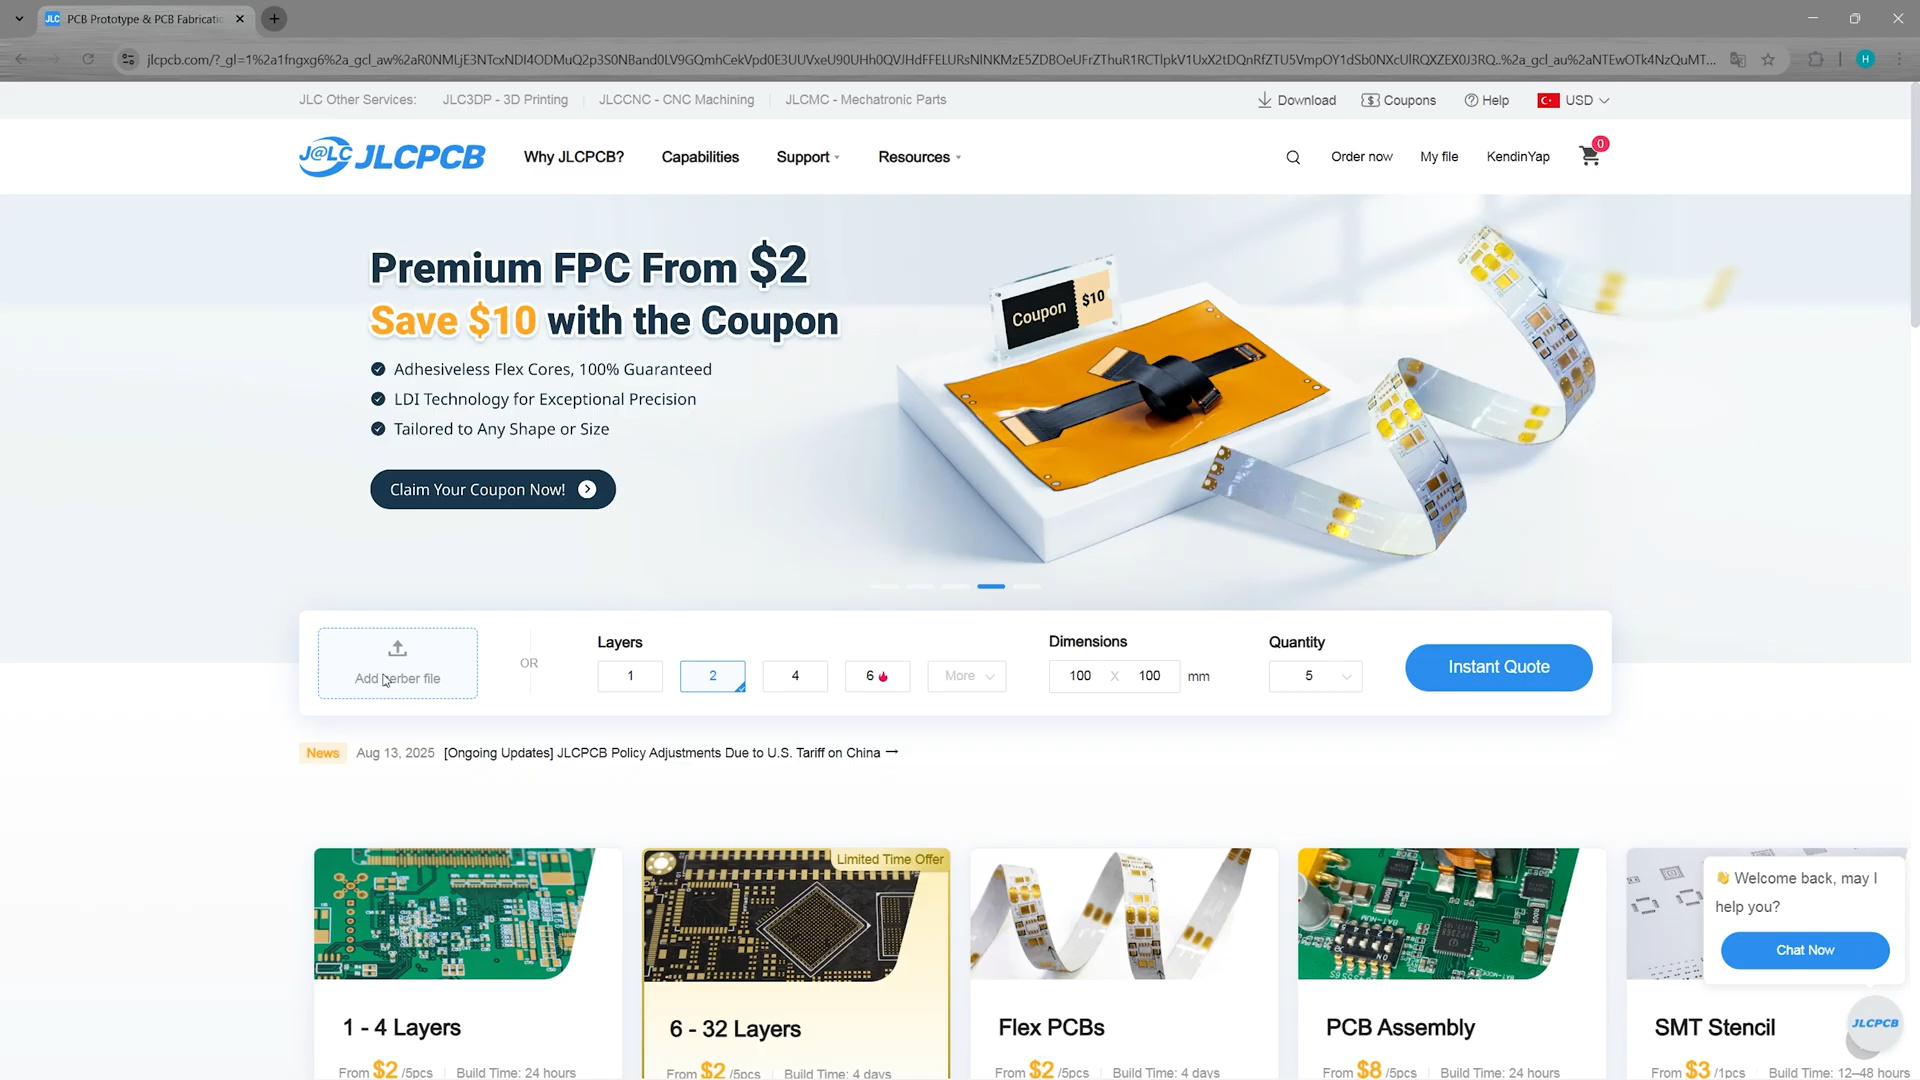 JLC PCB Prototype & PCB Fabricatio
jlcpcb.com/?_gl=1%2a1fngxg6%2a_gcl_aw%2a
JLC Other Services: JLC3DP - 3D Printing JLCCNC - CNC Machining JLCMC - Mechatronic Parts
Download Coupons Help USD
J@LC JLCPCB Why JLCPCB? Capabilities Support Resources Order now My file KendinYap 0
Premium FPC From $2
Save $10 with the Coupon
Adhesiveless Flex Cores, 100% Guaranteed
LDI Technology for Exceptional Precision
Tailored to Any Shape or Size
Claim Your Coupon Now!
Coupon $10
Add gerber file
OR
Layers
1 2 4 6 More
Dimensions
100 X 100 mm
Quantity
5
Instant Quote
News Aug 13, 2025 [Ongoing Updates] JLCPCB Policy Adjustments Due to U.S. Tariff on China →
Limited Time Offer
1 - 4 Layers
From $2 /5pcs Build Time: 24 hours
6 - 32 Layers
From $2 /5pcs Build Time: 4 days
Flex PCBs
From $2 /5pcs Build Time: 4 days
PCB Assembly
From $8 /5pcs Build Time: 24 hours
SMT Stencil
From $3 /1pcs Build Time: 12–48 hours
👋 Welcome back, may I
help you?
Chat Now
JLCPCB
H